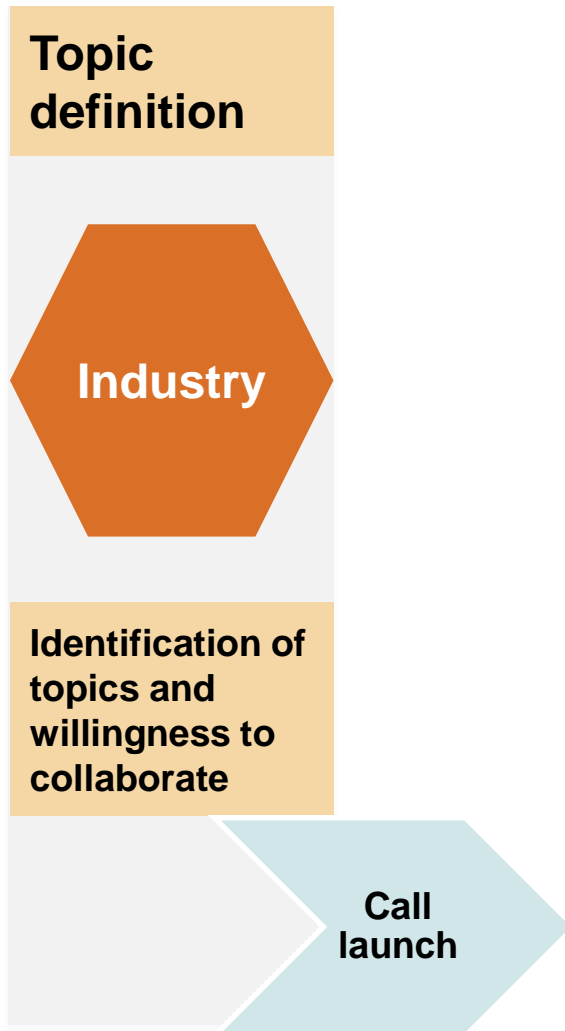 Topic
definition
Industry
Identification of
topics and
willingness to
collaborate
Call
launch